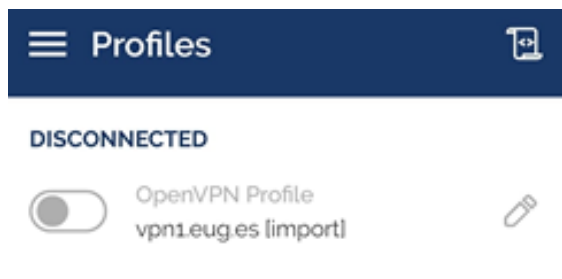 Profiles
DISCONNECTED
OpenVPN Profile
vpn1.eug.es [import]